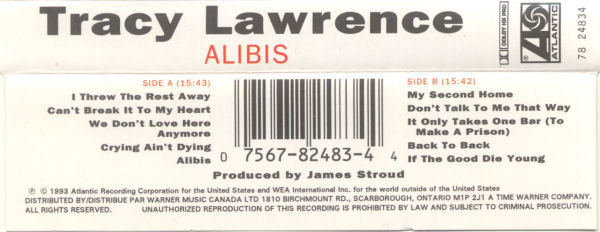 Tracy Lawrence
ALIBIS
DOLBY HX PRO
ATLANTIC
78 24834
SIDE A (15:43)
I Threw The Rest Away
Can't Break It To My Heart
We Don't Love Here
Anymore
Crying Ain't Dying
Alibis
0 7567-82483-4 4
SIDE B (15:42)
My Second Home
Don't Talk To Me That Way
It Only Takes One Bar (To
Make A Prison)
Back To Back
If The Good Die Young
Produced by James Stroud
℗ © 1993 Atlantic Recording Corporation for the United States and WEA International Inc. for the world outside of the United States
DISTRIBUTED BY/DISTRIBUE PAR WARNER MUSIC CANADA LTD 1810 BIRCHMOUNT RD., SCARBOROUGH, ONTARIO M1P 2J1 A TIME WARNER COMPANY.
ALL RIGHTS RESERVED. UNAUTHORIZED REPRODUCTION OF THIS RECORDING IS PROHIBITED BY LAW AND SUBJECT TO CRIMINAL PROSECUTION.